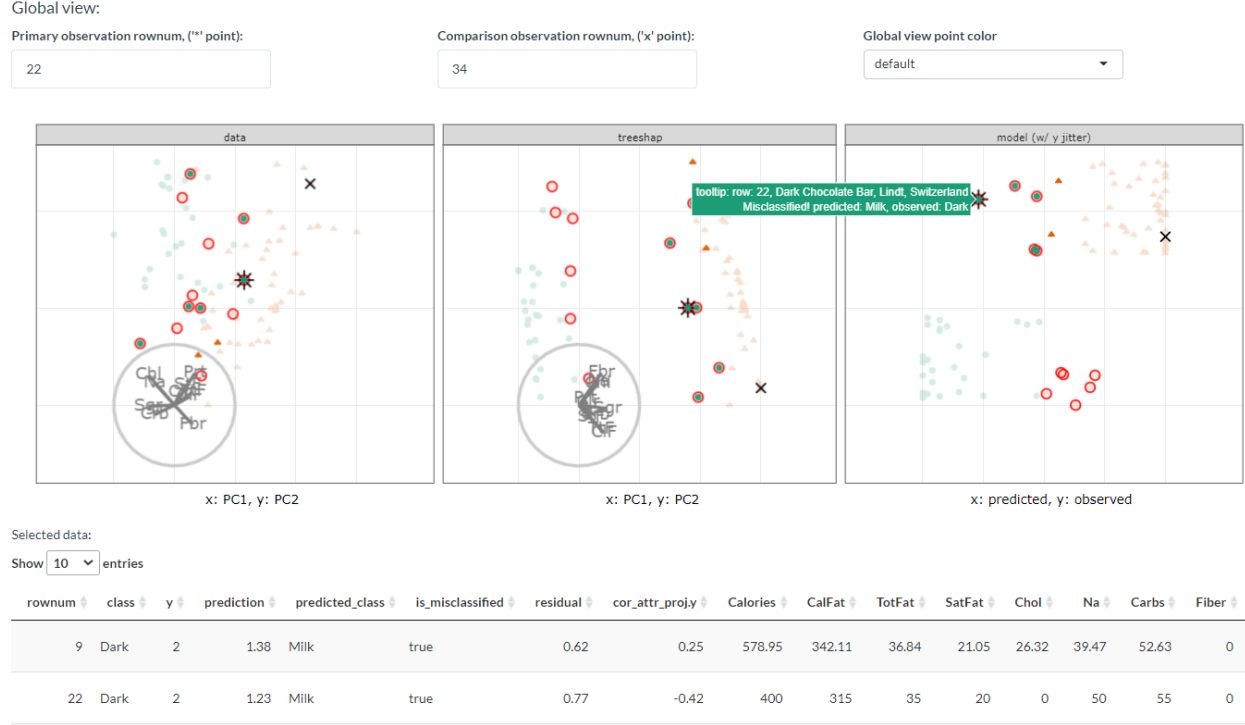 Global view:
Primary observation rownum, ('*' point):
Comparison observation rownum, ('x' point):
Global view point color
22
34
default
data
treeshap
model (w/ y jitter)
tooltip: row: 22, Dark Chocolate Bar, Lindt, Switzerland
Misclassified! predicted: Milk, observed: Dark
Chl
Na
Prt
Fbr
Fbr
x: PC1, y: PC2
x: PC1, y: PC2
x: predicted, y: observed
Selected data:
Show 10 entries
rownum class y prediction predicted_class is_misclassified residual cor_attr_proj.y Calories CalFat TotFat SatFat Chol Na Carbs Fiber
9 Dark 2 1.38 Milk true 0.62 0.25 578.95 342.11 36.84 21.05 26.32 39.47 52.63 0
22 Dark 2 1.23 Milk true 0.77 -0.42 400 315 35 20 0 50 55 0